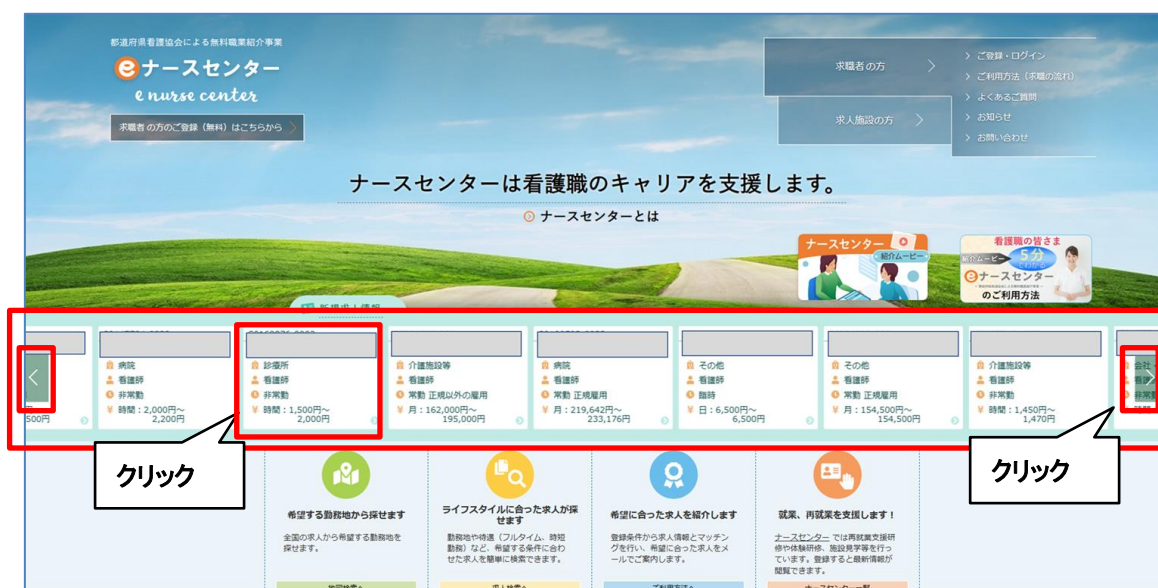 都道府県看護協会による無料職業紹介事業
eナースセンター
e nurse center
求職者の方のご登録（無料）はこちらから
求職者の方
求人施設の方
ご登録・ログイン
ご利用方法（求職の流れ）
よくあるご質問
お知らせ
お問い合わせ
ナースセンターは看護職のキャリアを支援します。
ナースセンターとは
ナースセンター
紹介ムービー
看護職の皆さま
紹介ムービー
5分
でわかる
eナースセンター
のご利用方法
500円
病院
看護師
非常勤
¥ 時間：2,000円～
2,200円
診療所
看護師
非常勤
¥ 時間：1,500円～
2,000円
介護施設等
看護師
常勤 正規以外の雇用
¥ 月：162,000円～
195,000円
病院
看護師
常勤 正規雇用
¥ 月：219,642円～
233,176円
その他
看護師
臨時
¥ 日：6,500円～
6,500円
その他
看護師
常勤 正規雇用
¥ 月：154,500円～
154,500円
介護施設等
看護師
非常勤
¥ 時間：1,450円～
1,470円
会社
看護
非常勤
クリック
クリック
希望する勤務地から探せます
全国の求人から希望する勤務地を
探せます。
ライフスタイルに合った求人が探
せます
勤務地や待遇（フルタイム、時短
勤務）など、希望する条件に合わ
せた求人を簡単に検索できます。
希望に合った求人を紹介します
登録条件から求人情報とマッチン
グを行い、希望に合った求人をメ
ールでご案内します。
就業、再就業を支援します！
ナースセンター では再就業支援研
修や体験研修、施設見学等を行っ
ています。登録すると最新情報が
閲覧できます。